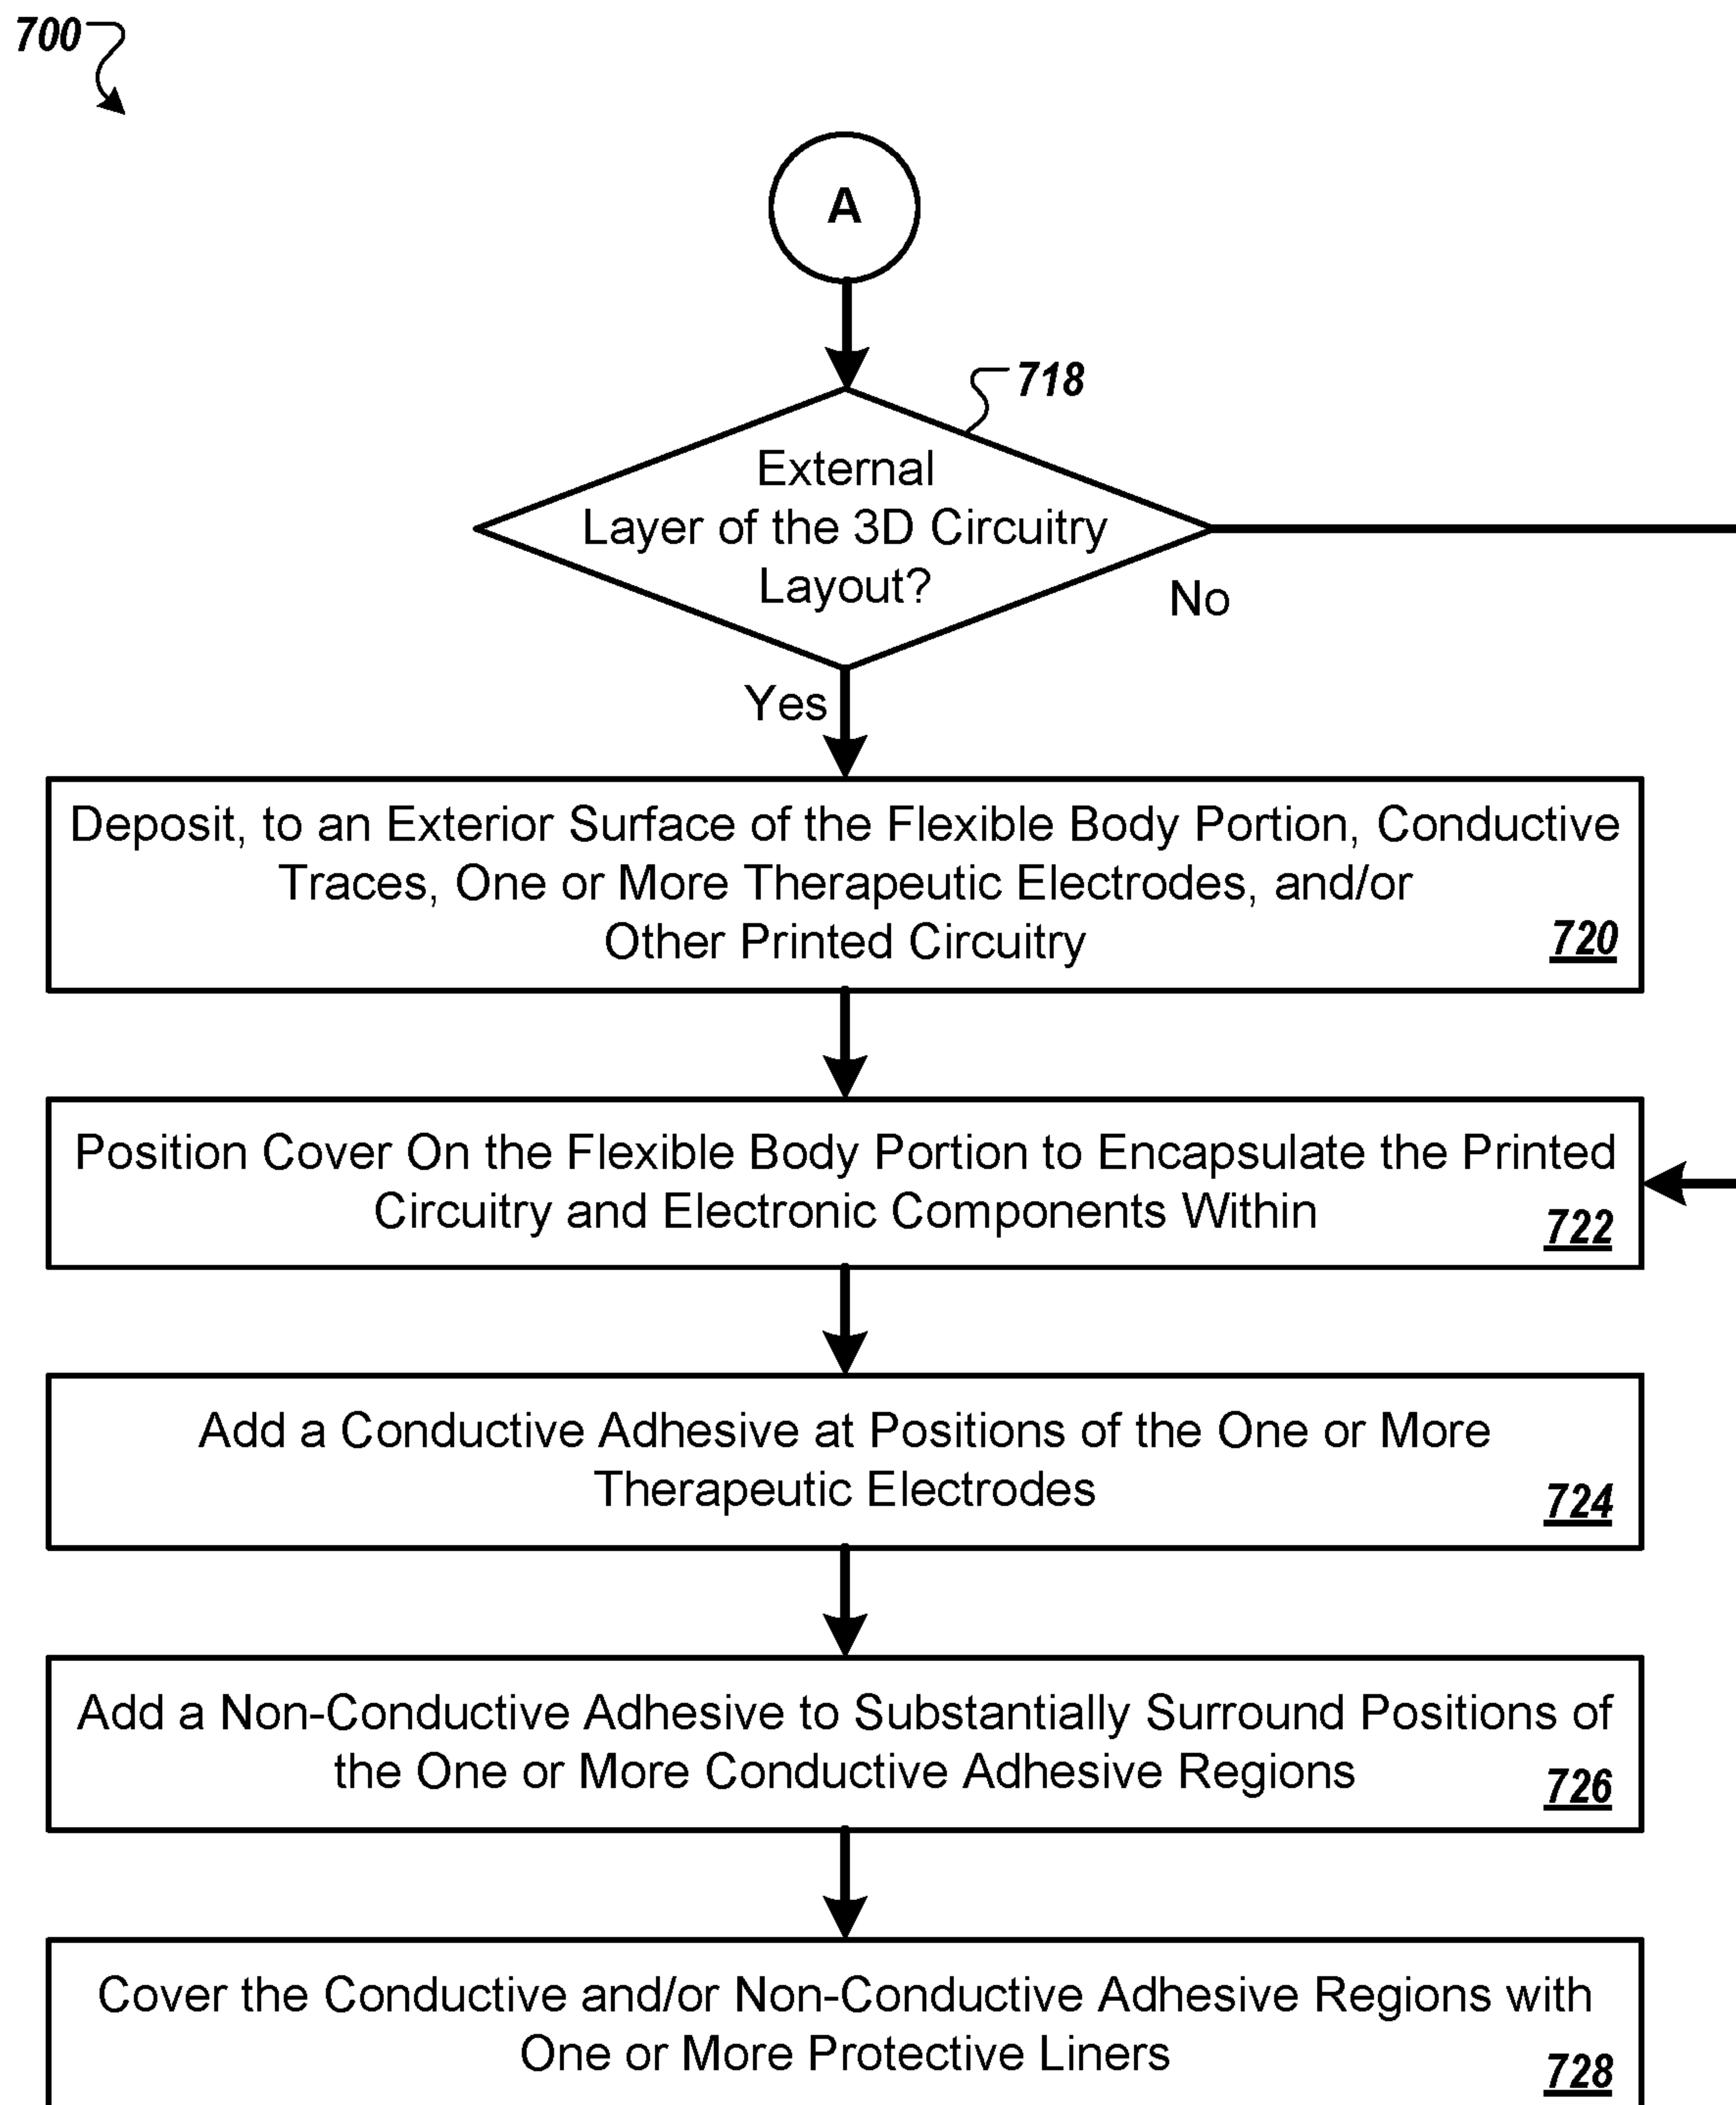 700
A
718
External
Layer of the 3D Circuitry
Layout?
No
Yes
Deposit, to an Exterior Surface of the Flexible Body Portion, Conductive
Traces, One or More Therapeutic Electrodes, and/or
Other Printed Circuitry
720
Position Cover On the Flexible Body Portion to Encapsulate the Printed
Circuitry and Electronic Components Within
722
Add a Conductive Adhesive at Positions of the One or More
Therapeutic Electrodes
724
Add a Non-Conductive Adhesive to Substantially Surround Positions of
the One or More Conductive Adhesive Regions
726
Cover the Conductive and/or Non-Conductive Adhesive Regions with
One or More Protective Liners
728